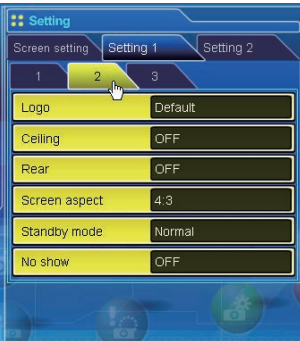 Setting
Screen setting Setting 1 Setting 2
1 2 3
Logo Default
Ceiling OFF
Rear OFF
Screen aspect 4:3
Standby mode Normal
No show OFF